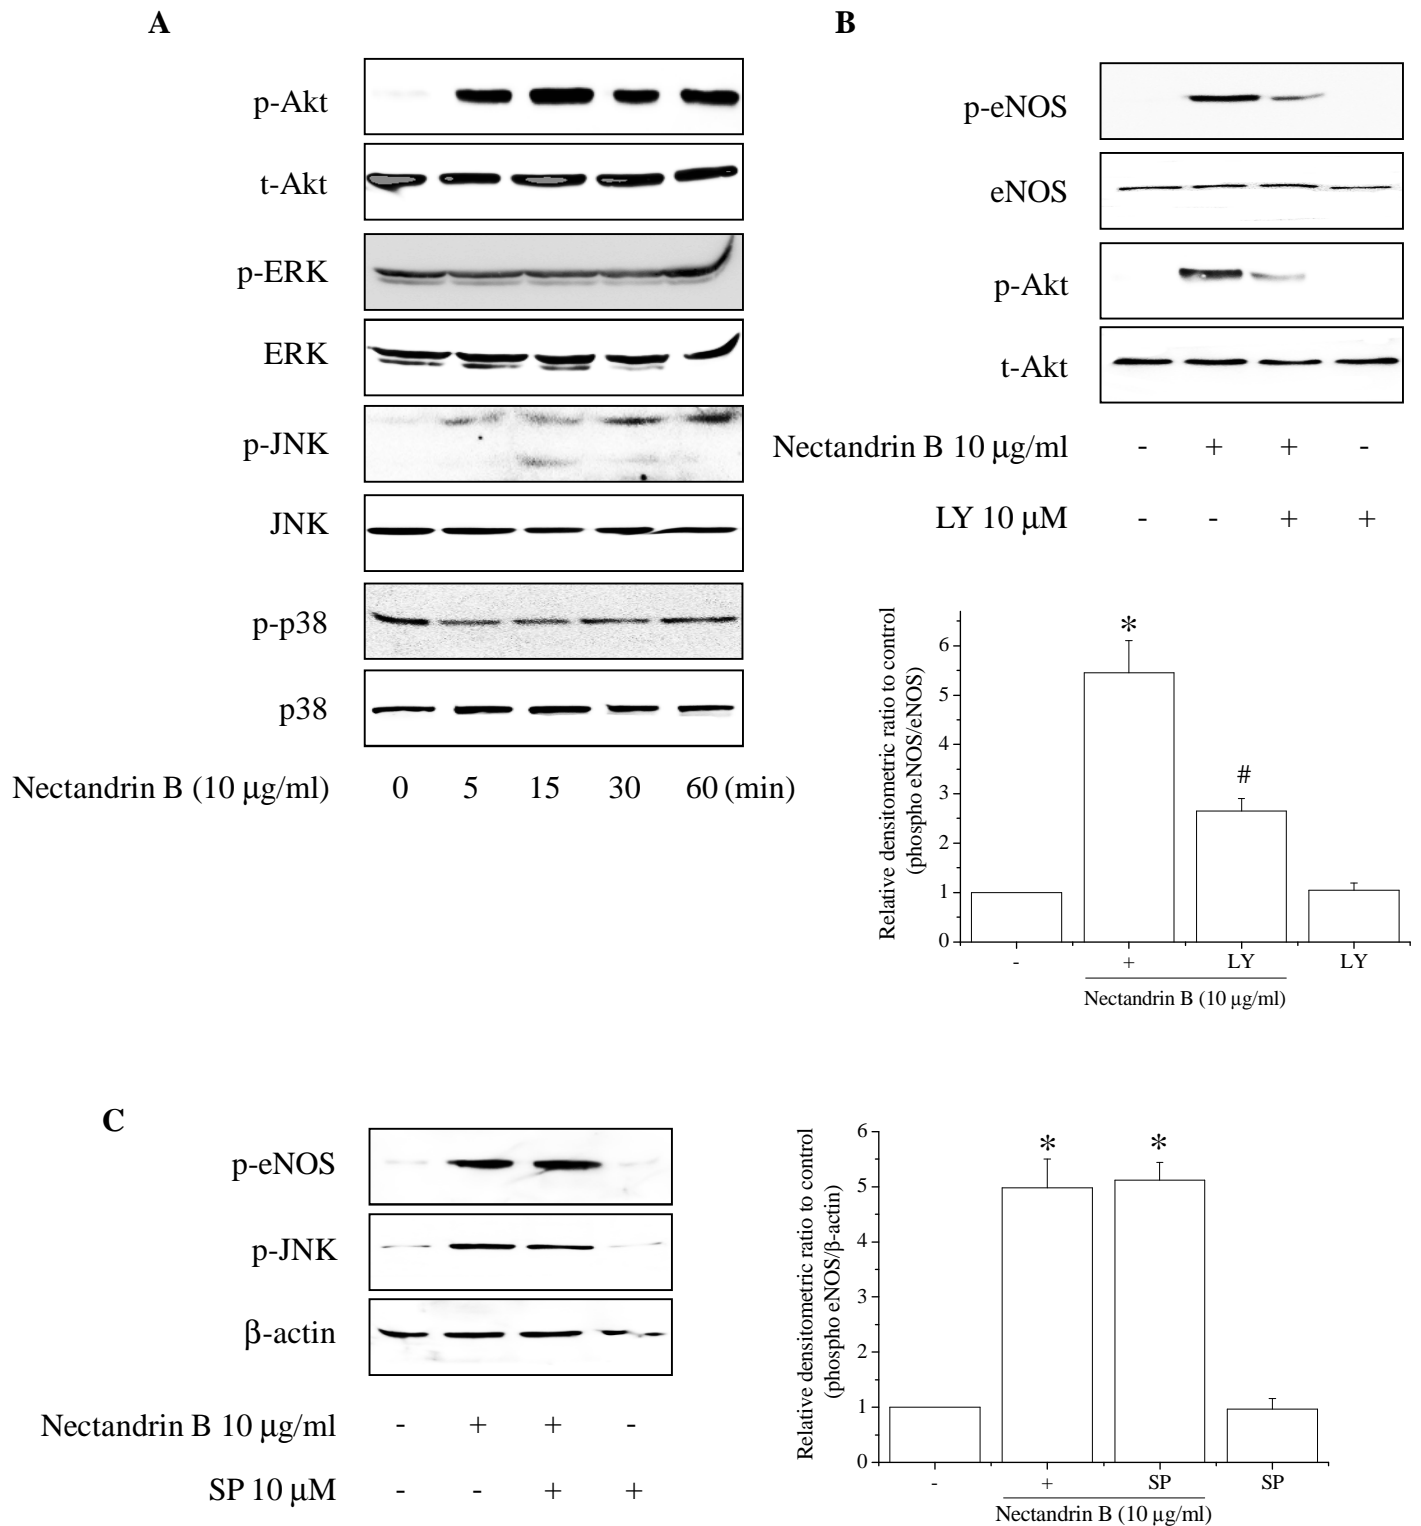 A
p-Akt
t-Akt
p-ERK
ERK
p-JNK
JNK
p-p38
p38
Nectandrin B (10 μg/ml) 0 5 15 30 60 (min)
B
p-eNOS
eNOS
p-Akt
t-Akt
Nectandrin B 10 μg/ml - + + -
LY 10 μM - - + +
Relative densitometric ratio to control
(phospho eNOS/eNOS)
6
5
4
3
2
1
0
*
#
- + LY LY
Nectandrin B (10 μg/ml)
C
p-eNOS
p-JNK
β-actin
Nectandrin B 10 μg/ml - + + -
SP 10 μM - - + +
Relative densitometric ratio to control
(phospho eNOS/β-actin)
6
5
4
3
2
1
0
* *
- + SP SP
Nectandrin B (10 μg/ml)